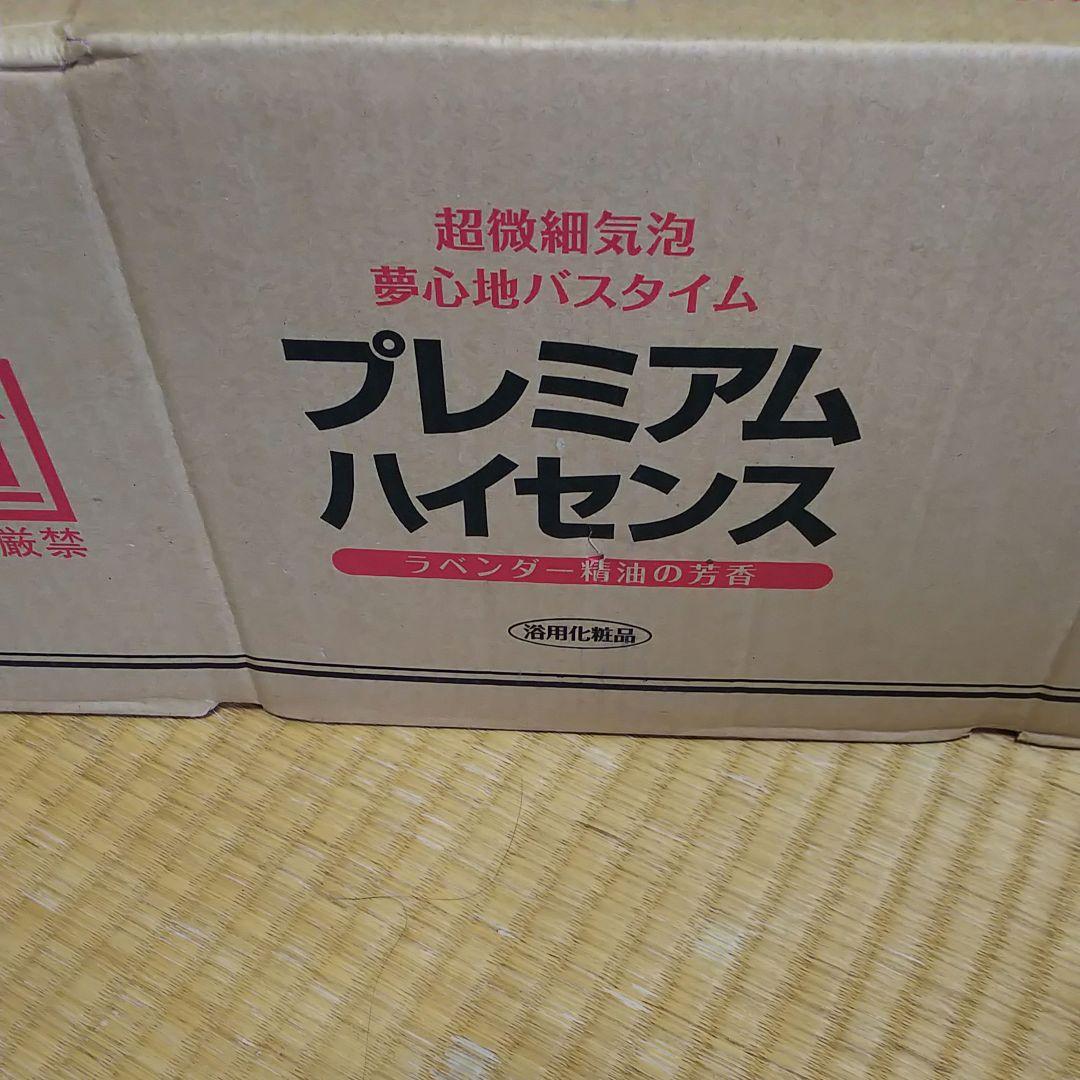 超微細気泡
夢心地バスタイム
プレミアム
ハイセンス
ラベンダー精油の芳香
浴用化粧品
厳禁